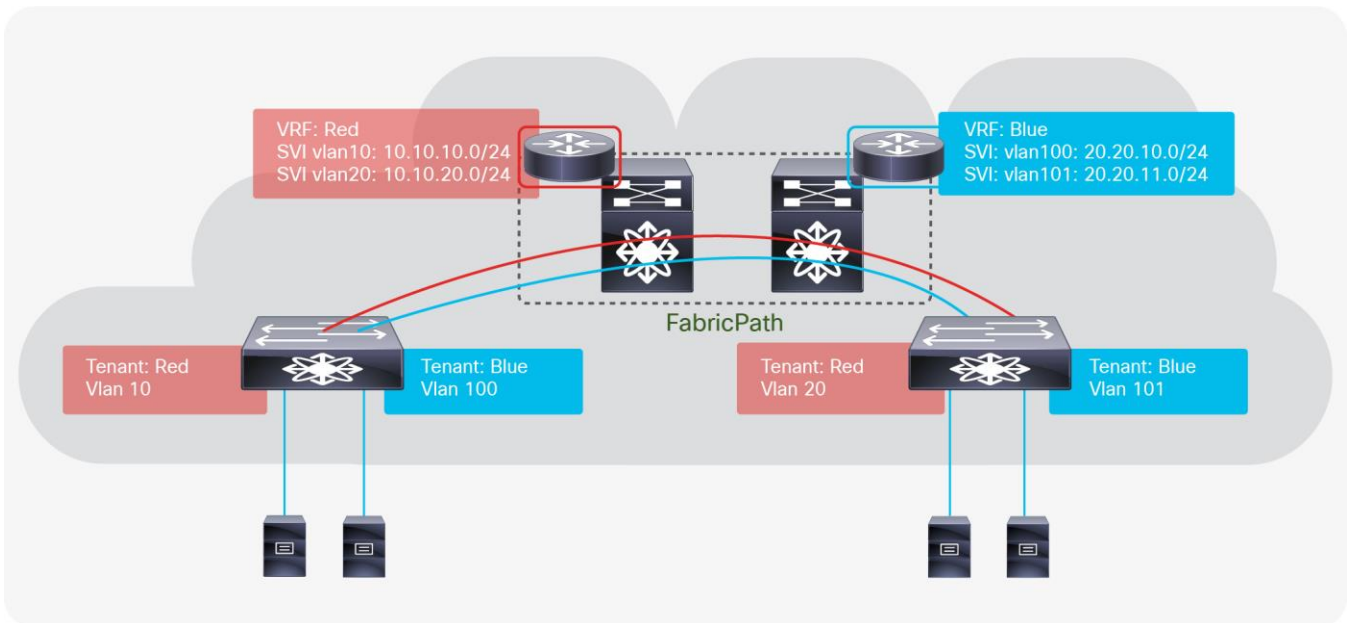 VRF: Red
SVI vlan10: 10.10.10.0/24
SVI vlan20: 10.10.20.0/24
VRF: Blue
SVI: vlan100: 20.20.10.0/24
SVI: vlan101: 20.20.11.0/24
FabricPath
Tenant: Red
Vlan 10
Tenant: Blue
Vlan 100
Tenant: Red
Vlan 20
Tenant: Blue
Vlan 101